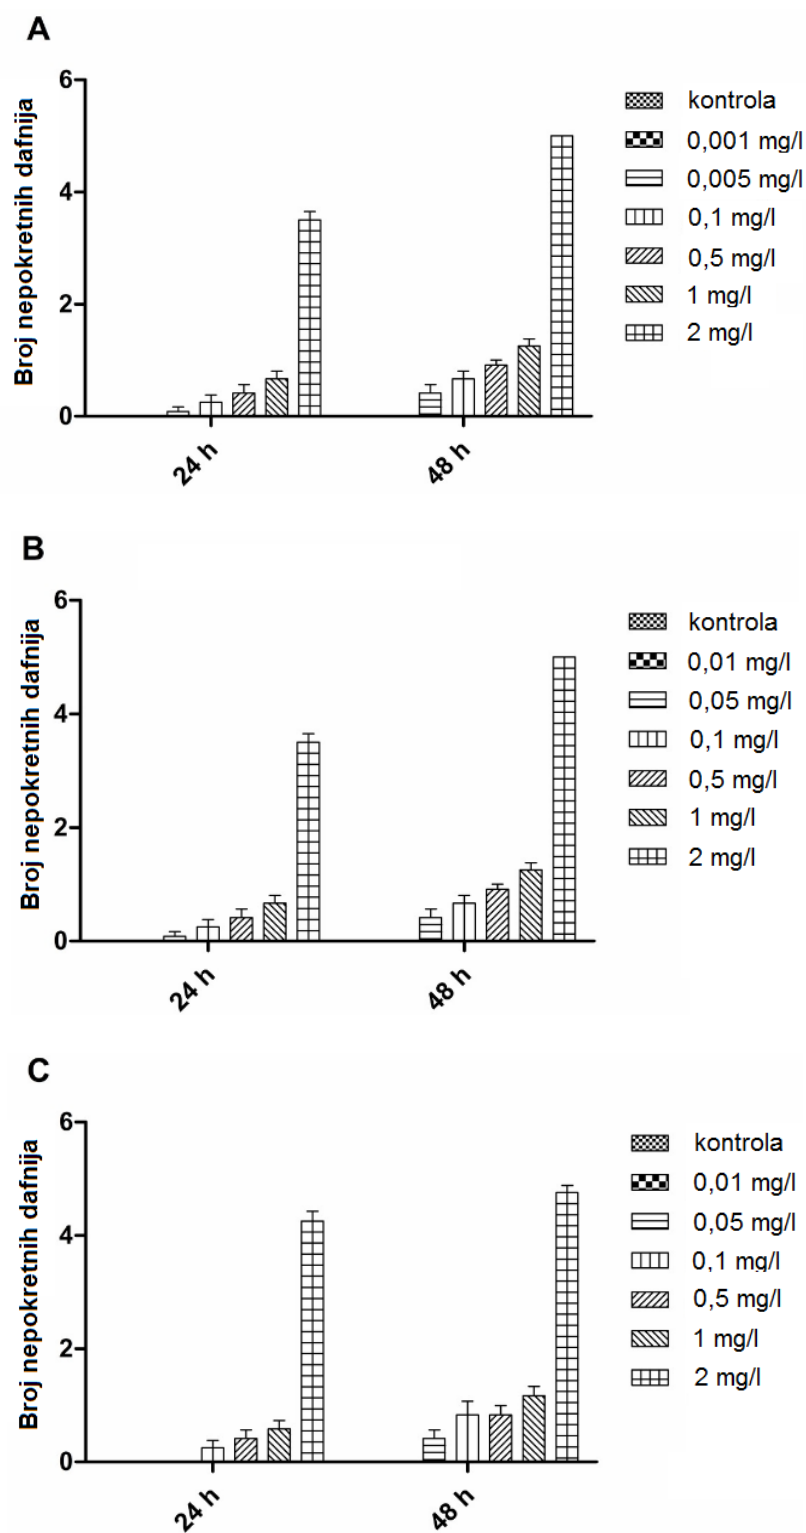 A
Broj nepokretnih dafnija
6
4
2
0
24 h
48 h
kontrola
0,001 mg/l
0,005 mg/l
0,1 mg/l
0,5 mg/l
1 mg/l
2 mg/l
B
Broj nepokretnih dafnija
6
4
2
0
24 h
48 h
kontrola
0,01 mg/l
0,05 mg/l
0,1 mg/l
0,5 mg/l
1 mg/l
2 mg/l
C
Broj nepokretnih dafnija
6
4
2
0
24 h
48 h
kontrola
0,01 mg/l
0,05 mg/l
0,1 mg/l
0,5 mg/l
1 mg/l
2 mg/l